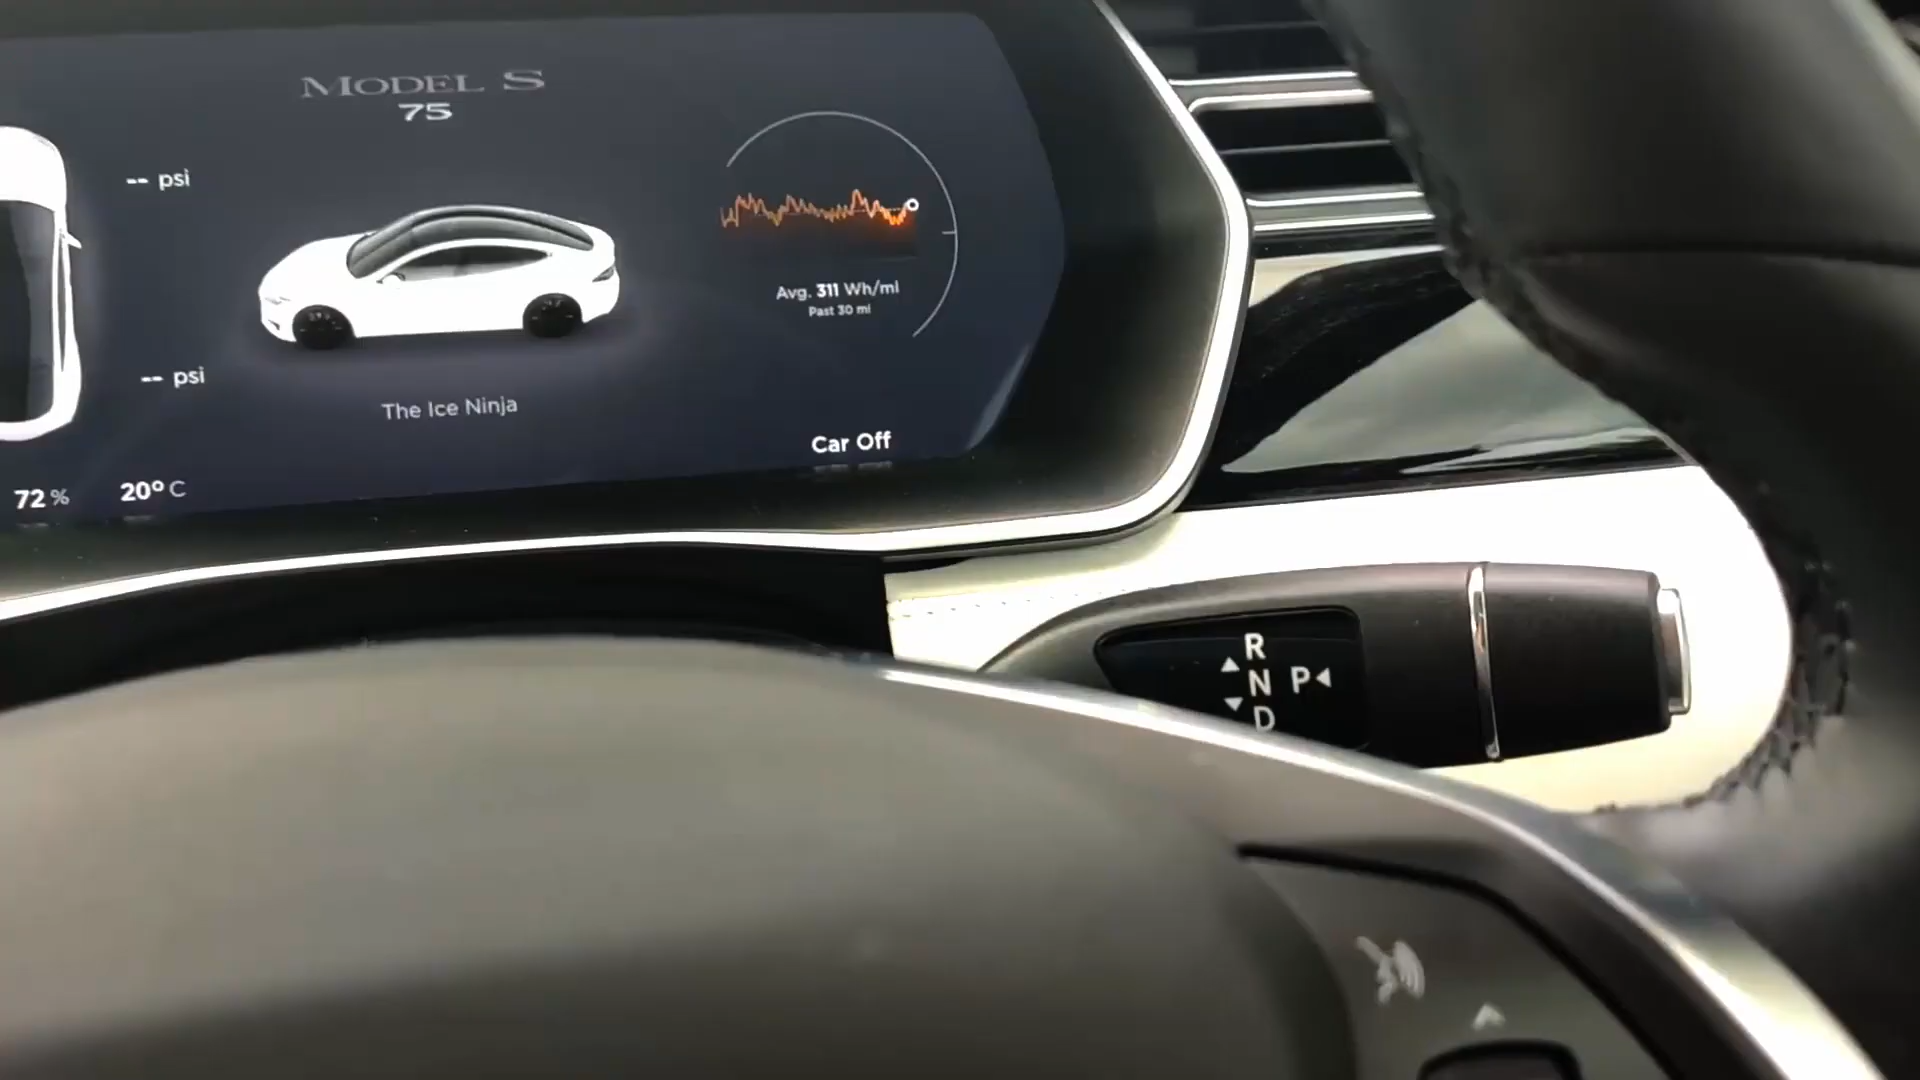 MODEL S
75
-- psi
-- psi
The Ice Ninja
Avg. 311 Wh/mi
Past 30 mi
Car Off
72 %
20° C
R
N P
D